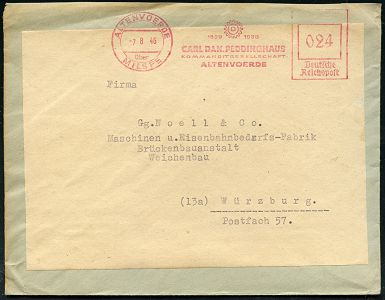 ALTENVOERDE
-7.8 46
über
MILSPE
1839 1939
CARL DAN. PEDDINGHAUS
KOMMANDITGESELLSCHAFT
ALTENVOERDE
024
Deutsche
Reichspost
Firma
Gg. Noell & Co.
Maschinen u.Eisenbahnbedarfs-Fabrik
Brückenbauanstalt
Weichenbau
(13a) Würzburg.
Postfach 57.